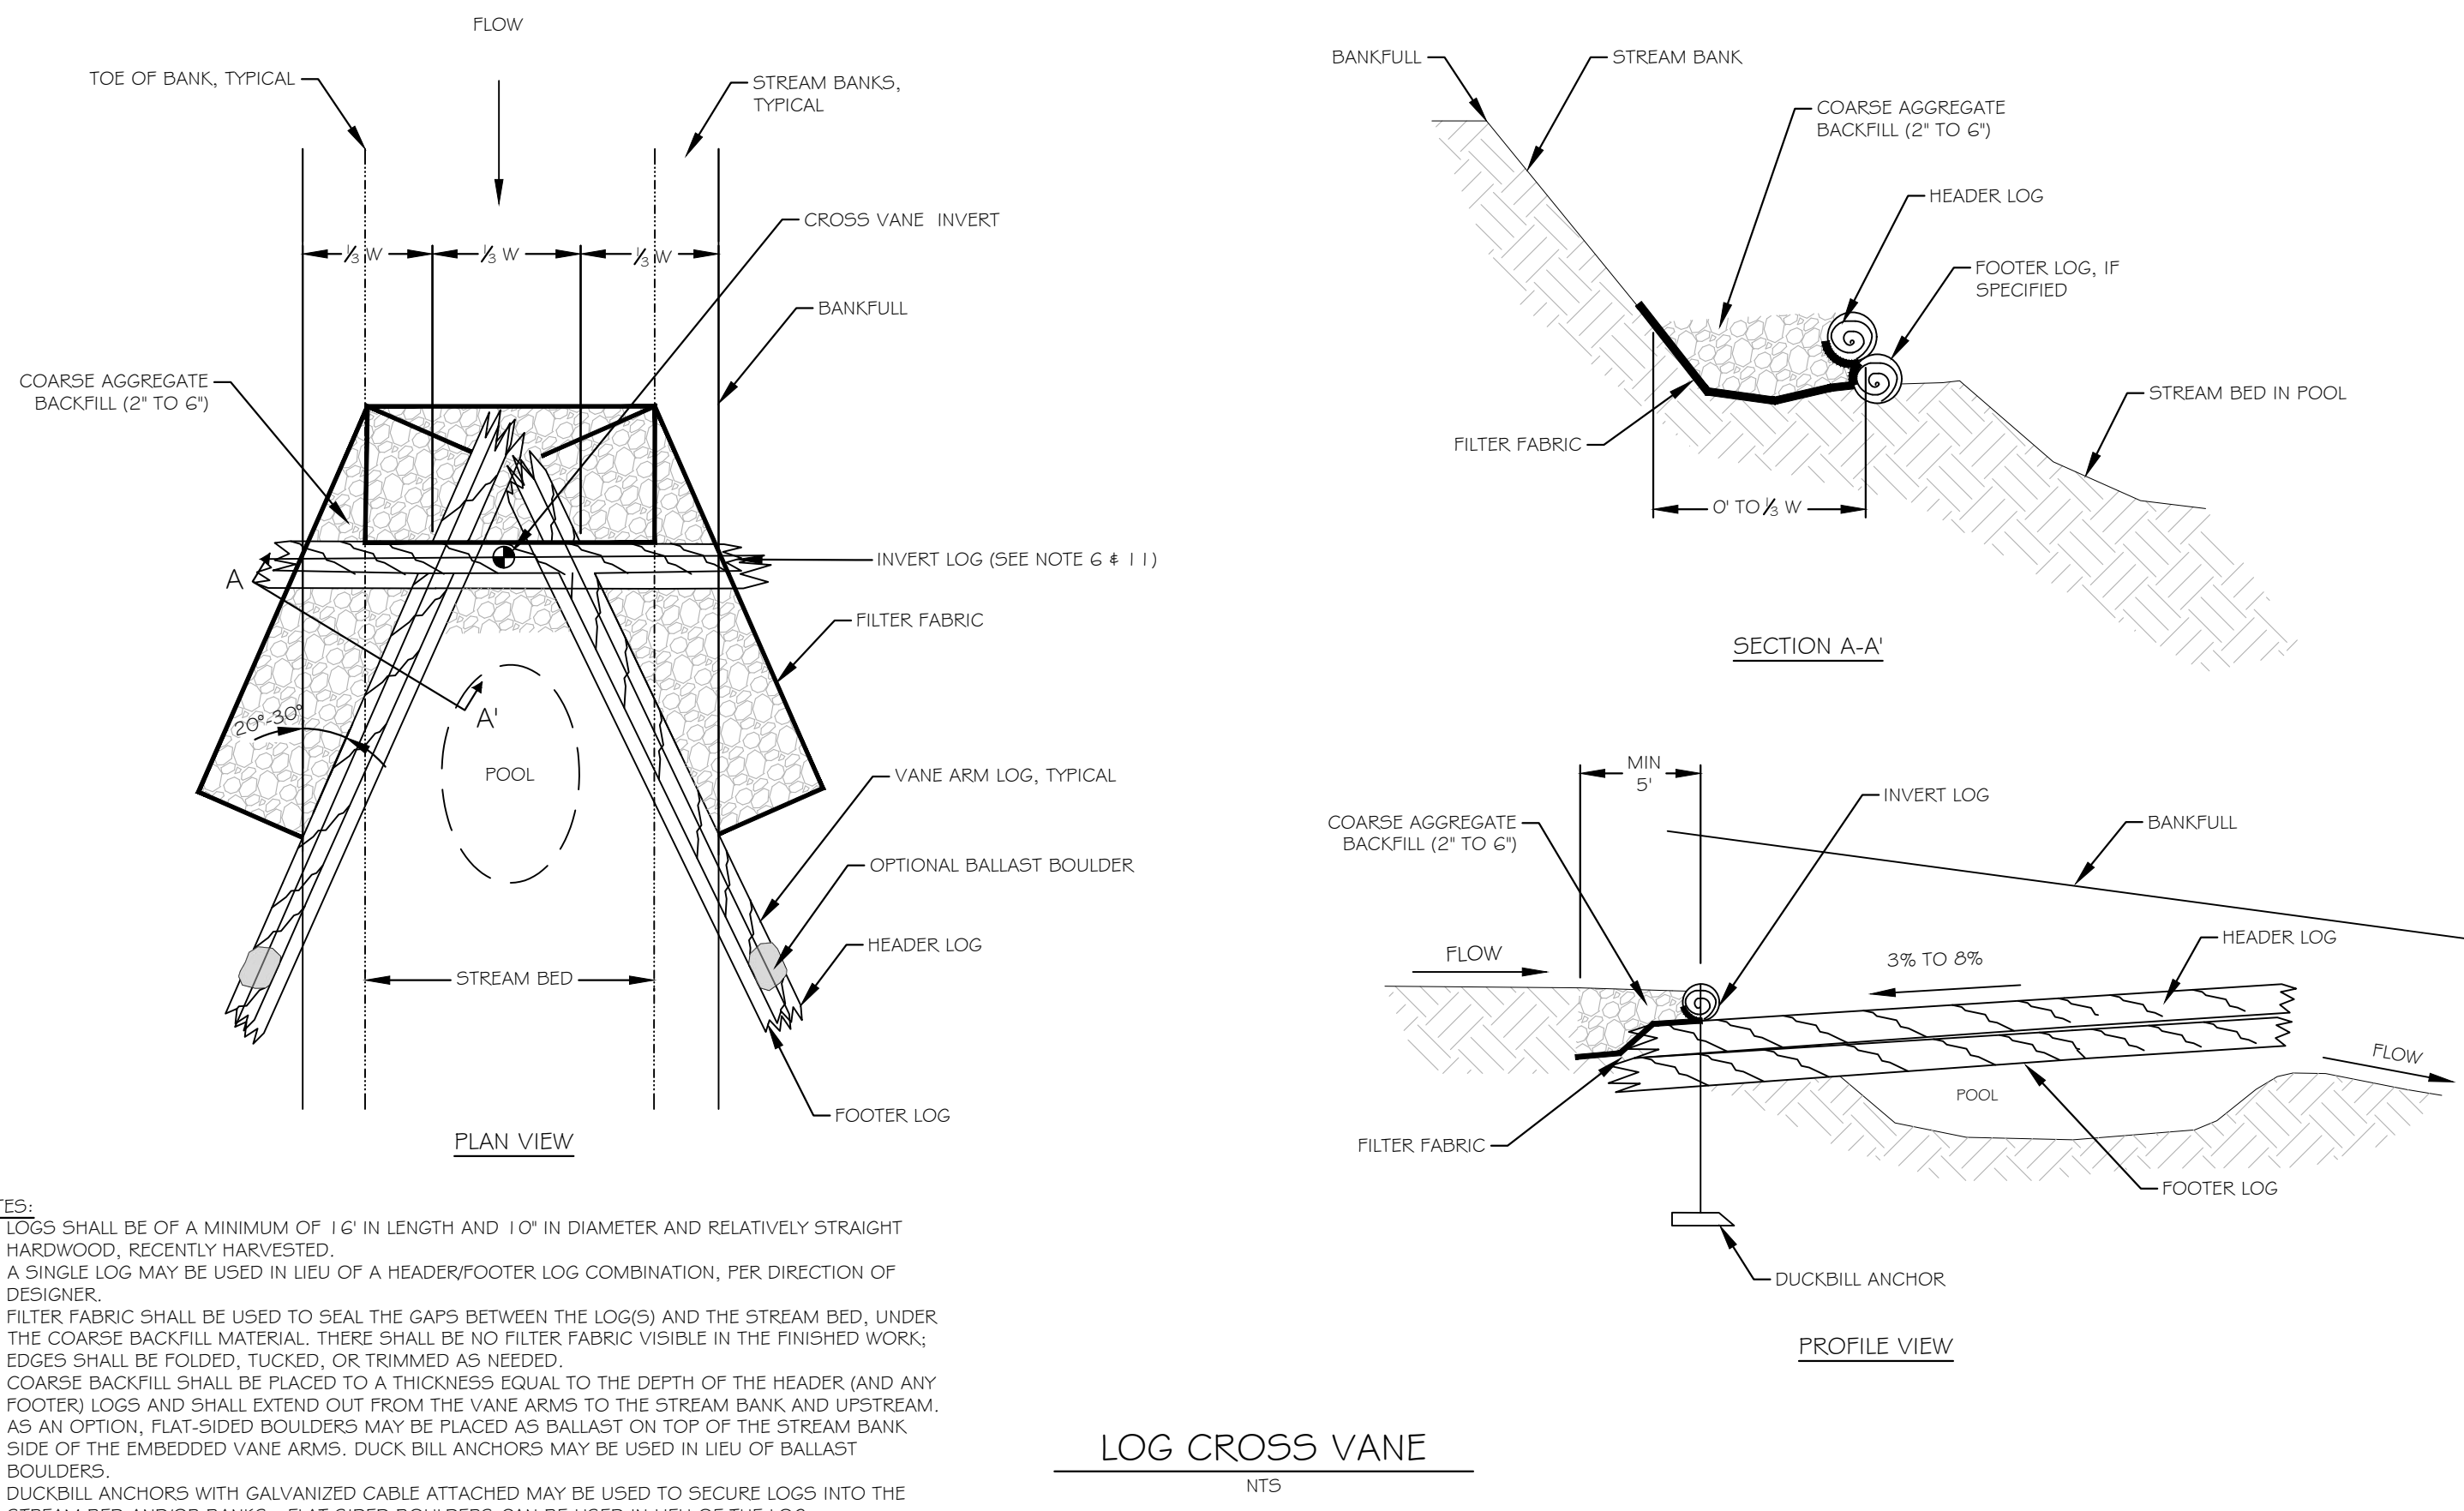 FLOW
TOE OF BANK, TYPICAL
STREAM BANKS,
TYPICAL
CROSS VANE INVERT
⅓ W
⅓ W
⅓ W
BANKFULL
COARSE AGGREGATE
BACKFILL (2" TO 6")
INVERT LOG (SEE NOTE 6 & 11)
A
FILTER FABRIC
A'
20°-30°
POOL
VANE ARM LOG, TYPICAL
OPTIONAL BALLAST BOULDER
HEADER LOG
STREAM BED
FOOTER LOG
PLAN VIEW
BANKFULL
STREAM BANK
COARSE AGGREGATE
BACKFILL (2" TO 6")
HEADER LOG
FOOTER LOG, IF
SPECIFIED
STREAM BED IN POOL
FILTER FABRIC
0' TO ⅓ W
SECTION A-A'
MIN
5'
INVERT LOG
COARSE AGGREGATE
BACKFILL (2" TO 6")
BANKFULL
FLOW
HEADER LOG
3% TO 8%
FLOW
POOL
FILTER FABRIC
FOOTER LOG
DUCKBILL ANCHOR
PROFILE VIEW
TES:
LOGS SHALL BE OF A MINIMUM OF 16' IN LENGTH AND 10" IN DIAMETER AND RELATIVELY STRAIGHT
HARDWOOD, RECENTLY HARVESTED.
A SINGLE LOG MAY BE USED IN LIEU OF A HEADER/FOOTER LOG COMBINATION, PER DIRECTION OF
DESIGNER.
FILTER FABRIC SHALL BE USED TO SEAL THE GAPS BETWEEN THE LOG(S) AND THE STREAM BED, UNDER
THE COARSE BACKFILL MATERIAL. THERE SHALL BE NO FILTER FABRIC VISIBLE IN THE FINISHED WORK;
EDGES SHALL BE FOLDED, TUCKED, OR TRIMMED AS NEEDED.
COARSE BACKFILL SHALL BE PLACED TO A THICKNESS EQUAL TO THE DEPTH OF THE HEADER (AND ANY
FOOTER) LOGS AND SHALL EXTEND OUT FROM THE VANE ARMS TO THE STREAM BANK AND UPSTREAM.
AS AN OPTION, FLAT-SIDED BOULDERS MAY BE PLACED AS BALLAST ON TOP OF THE STREAM BANK
SIDE OF THE EMBEDDED VANE ARMS. DUCK BILL ANCHORS MAY BE USED IN LIEU OF BALLAST
BOULDERS.
DUCKBILL ANCHORS WITH GALVANIZED CABLE ATTACHED MAY BE USED TO SECURE LOGS INTO THE
LOG CROSS VANE
NTS